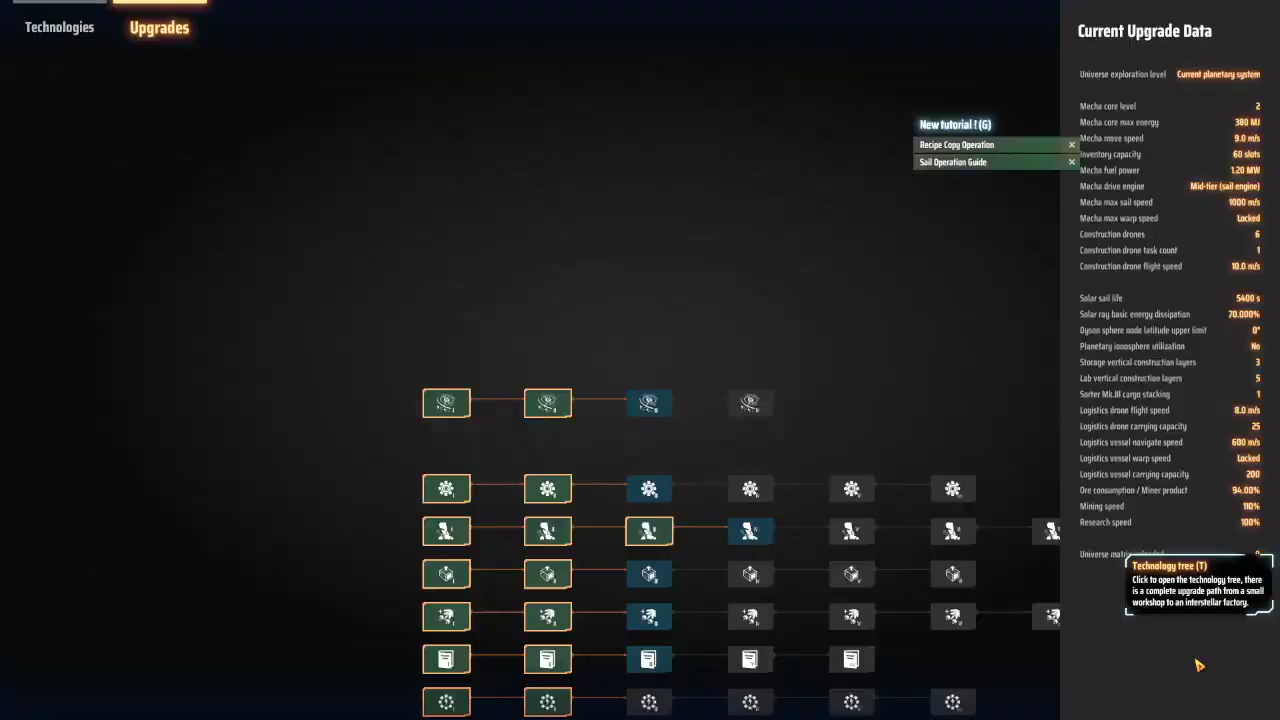 Technologies
Upgrades
Current Upgrade Data
Universe exploration level Current planetary system
New tutorial ! (G)
Recipe Copy Operation
Sail Operation Guide
Mecha core level 2
Mecha core max energy 380 MJ
Mecha move speed 9.0 m/s
Inventory capacity 60 slots
Mecha fuel power 1.20 MW
Mecha drive engine Mid-tier (sail engine)
Mecha max sail speed 1000 m/s
Mecha max warp speed Locked
Construction drones 6
Construction drone task count 1
Construction drone flight speed 10.0 m/s
Solar sail life 5400 s
Solar ray basic energy dissipation 70.000%
Dyson sphere node latitude upper limit 0°
Planetary ionosphere utilization No
Storage vertical construction layers 3
Lab vertical construction layers 5
Sorter Mk.III cargo stacking 1
Logistics drone flight speed 8.0 m/s
Logistics drone carrying capacity 25
Logistics vessel navigate speed 600 m/s
Logistics vessel warp speed Locked
Logistics vessel carrying capacity 200
Ore consumption / Miner product 94.00%
Mining speed 110%
Research speed 100%
Universe
Technology tree (T)
Click to open the technology tree, there
is a complete upgrade path from a small
workshop to an interstellar factory.